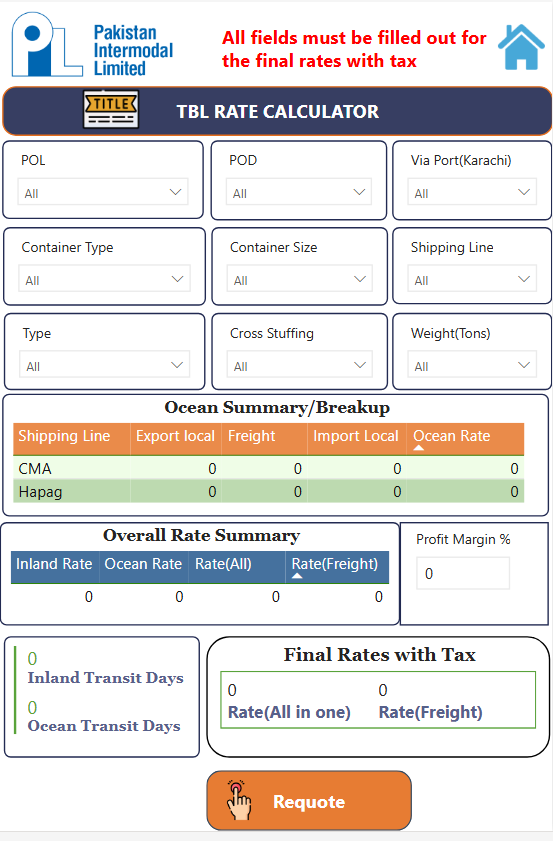 Pakistan
Intermodal
Limited
All fields must be filled out for
the final rates with tax
TITLE
TBL RATE CALCULATOR
POL
All
POD
All
Via Port(Karachi)
All
Container Type
All
Container Size
All
Shipping Line
All
Type
All
Cross Stuffing
All
Weight(Tons)
All
Ocean Summary/Breakup
Shipping Line Export local Freight Import Local Ocean Rate
CMA 0 0 0 0
Hapag 0 0 0 0
Overall Rate Summary
Inland Rate Ocean Rate Rate(All) Rate(Freight)
0 0 0 0
Profit Margin %
0
0
Inland Transit Days
0
Ocean Transit Days
Final Rates with Tax
0 0
Rate(All in one) Rate(Freight)
Requote